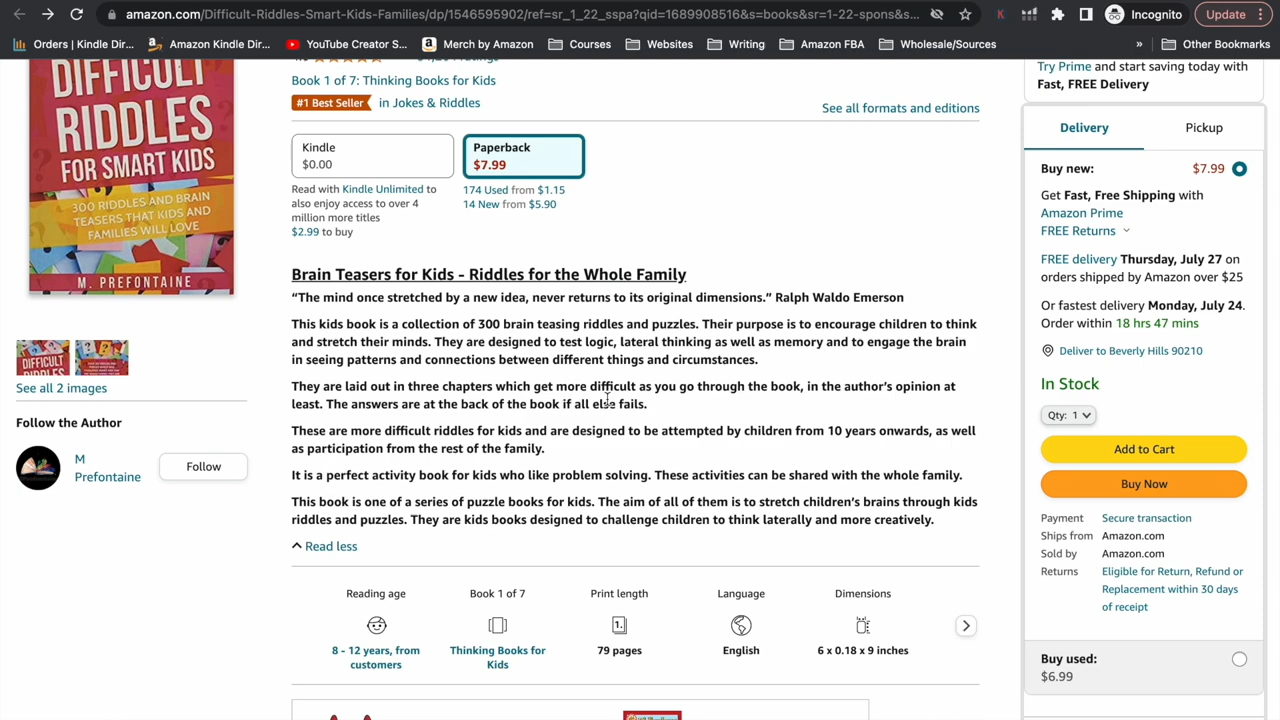 amazon.com/Difficult-Riddles-Smart-Kids-Families/dp/1546595902/ref=sr_1_22_sspa?qid=1689908516&s=books&sr=1-22-spons&s...
Incognito
Update
Orders | Kindle Dir...
Amazon Kindle Dir...
YouTube Creator S...
Merch by Amazon
Courses
Websites
Writing
Amazon FBA
Wholesale/Sources
»
Other Bookmarks
DIFFICULT
RIDDLES
FOR SMART KIDS
300 RIDDLES AND BRAIN
TEASERS THAT KIDS AND
FAMILIES WILL LOVE
M. PREFONTAINE
See all 2 images
Follow the Author
M
Prefontaine
Follow
Book 1 of 7: Thinking Books for Kids
#1 Best Seller in Jokes & Riddles
See all formats and editions
Kindle
$0.00
Paperback
$7.99
Read with Kindle Unlimited to
also enjoy access to over 4
million more titles
$2.99 to buy
174 Used from $1.15
14 New from $5.90
Brain Teasers for Kids - Riddles for the Whole Family
“The mind once stretched by a new idea, never returns to its original dimensions.” Ralph Waldo Emerson
This kids book is a collection of 300 brain teasing riddles and puzzles. Their purpose is to encourage children to think
and stretch their minds. They are designed to test logic, lateral thinking as well as memory and to engage the brain
in seeing patterns and connections between different things and circumstances.
They are laid out in three chapters which get more difficult as you go through the book, in the author’s opinion at
least. The answers are at the back of the book if all else fails.
These are more difficult riddles for kids and are designed to be attempted by children from 10 years onwards, as well
as participation from the rest of the family.
It is a perfect activity book for kids who like problem solving. These activities can be shared with the whole family.
This book is one of a series of puzzle books for kids. The aim of all of them is to stretch children’s brains through kids
riddles and puzzles. They are kids books designed to challenge children to think laterally and more creatively.
Read less
Reading age
8 - 12 years, from
customers
Book 1 of 7
Thinking Books for
Kids
Print length
79 pages
Language
English
Dimensions
6 x 0.18 x 9 inches
Try Prime and start saving today with
Fast, FREE Delivery
Delivery
Pickup
Buy new:
$7.99
Get Fast, Free Shipping with
Amazon Prime
FREE Returns
FREE delivery Thursday, July 27 on
orders shipped by Amazon over $25
Or fastest delivery Monday, July 24.
Order within 18 hrs 47 mins
Deliver to Beverly Hills 90210
In Stock
Qty: 1
Add to Cart
Buy Now
Payment Secure transaction
Ships from Amazon.com
Sold by Amazon.com
Returns Eligible for Return, Refund or
Replacement within 30 days
of receipt
Buy used:
$6.99